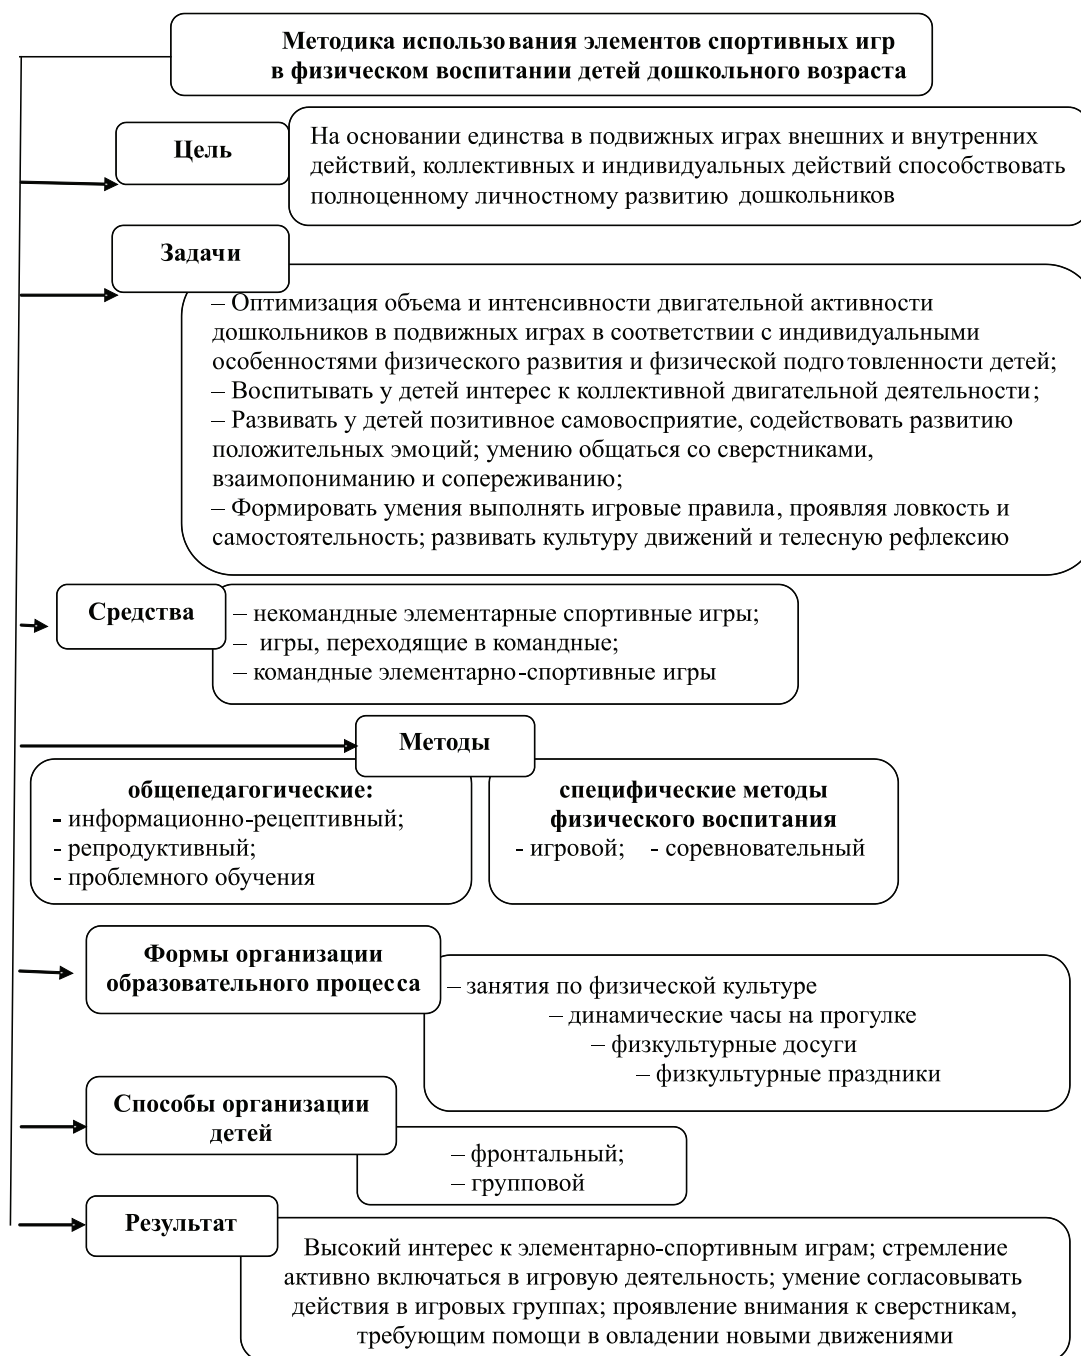 Методика использования элементов спортивных игр
в физическом воспитании детей дошкольного возраста
Цель
На основании единства в подвижных играх внешних и внутренних
действий, коллективных и индивидуальных действий способствовать
полноценному личностному развитию дошкольников
Задачи
– Оптимизация объема и интенсивности двигательной активности
дошкольников в подвижных играх в соответствии с индивидуальными
особенностями физического развития и физической подготовленности детей;
– Воспитывать у детей интерес к коллективной двигательной деятельности;
– Развивать у детей позитивное самовосприятие, содействовать развитию
положительных эмоций; умению общаться со сверстниками,
взаимопониманию и сопереживанию;
– Формировать умения выполнять игровые правила, проявляя ловкость и
самостоятельность; развивать культуру движений и телесную рефлексию
Средства
– некомандные элементарные спортивные игры;
– игры, переходящие в командные;
– командные элементарно-спортивные игры
Методы
общепедагогические:
- информационно-рецептивный;
- репродуктивный;
- проблемного обучения
специфические методы
физического воспитания
- игровой; - соревновательный
Формы организации
образовательного процесса
– занятия по физической культуре
– динамические часы на прогулке
– физкультурные досуги
– физкультурные праздники
Способы организации
детей
– фронтальный;
– групповой
Результат
Высокий интерес к элементарно-спортивным играм; стремление
активно включаться в игровую деятельность; умение согласовывать
действия в игровых группах; проявление внимания к сверстникам,
требующим помощи в овладении новыми движениями